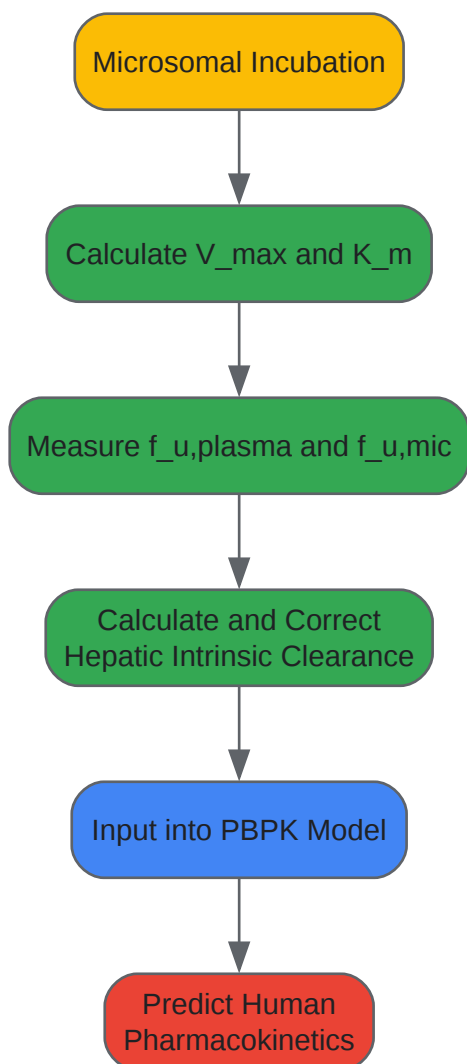 Microsomal Incubation
Calculate V_max and K_m
Measure f_u,plasma and f_u,mic
Calculate and Correct
Hepatic Intrinsic Clearance
Input into PBPK Model
Predict Human
Pharmacokinetics